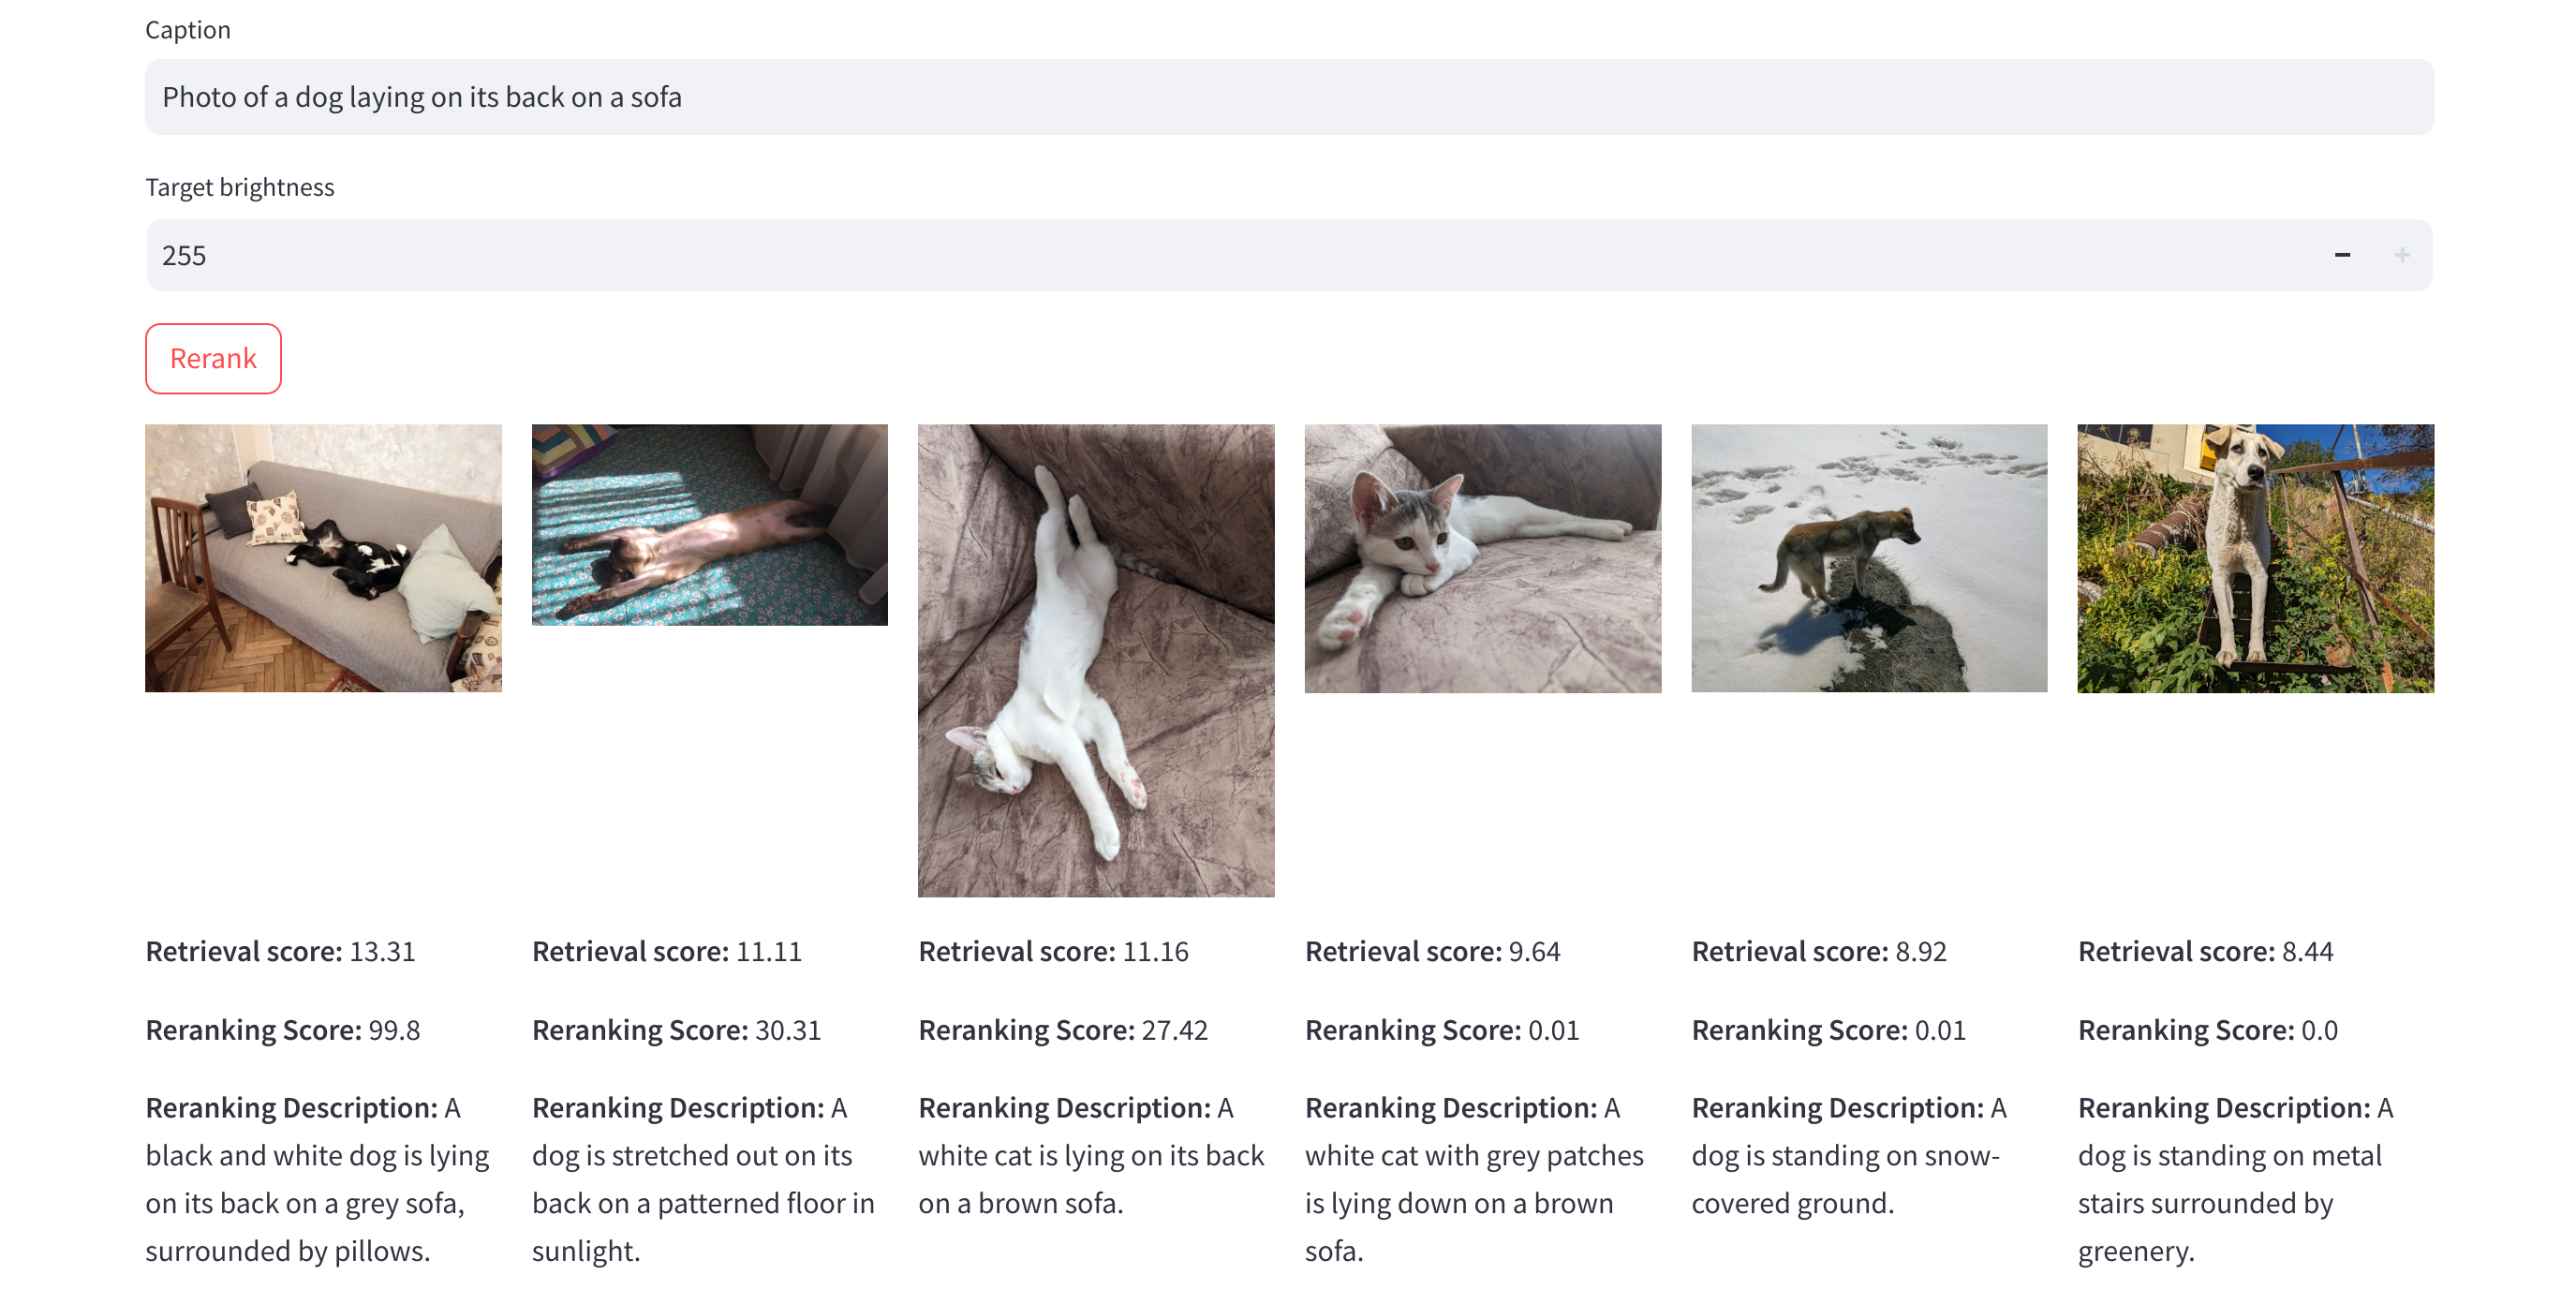 Caption
Photo of a dog laying on its back on a sofa
Target brightness
255
Rerank
Retrieval score: 13.31
Reranking Score: 99.8
Reranking Description: A
black and white dog is lying
on its back on a grey sofa,
surrounded by pillows.
Retrieval score: 11.11
Reranking Score: 30.31
Reranking Description: A
dog is stretched out on its
back on a patterned floor in
sunlight.
Retrieval score: 11.16
Reranking Score: 27.42
Reranking Description: A
white cat is lying on its back
on a brown sofa.
Retrieval score: 9.64
Reranking Score: 0.01
Reranking Description: A
white cat with grey patches
is lying down on a brown
sofa.
Retrieval score: 8.92
Reranking Score: 0.01
Reranking Description: A
dog is standing on snow-
covered ground.
Retrieval score: 8.44
Reranking Score: 0.0
Reranking Description: A
dog is standing on metal
stairs surrounded by
greenery.